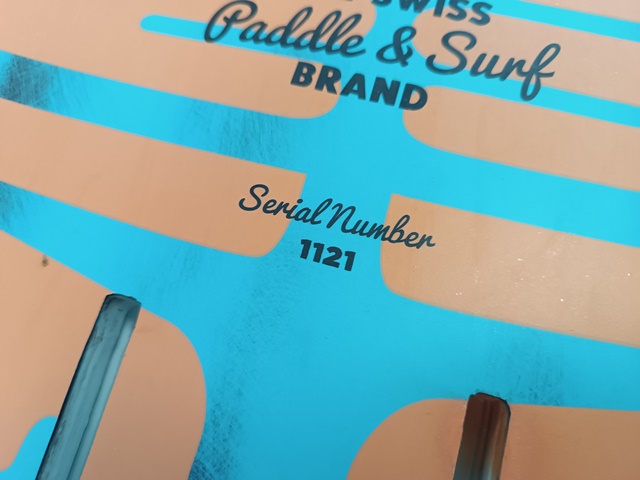 SWISS
Paddle & Surf
BRAND
Serial Number
1121